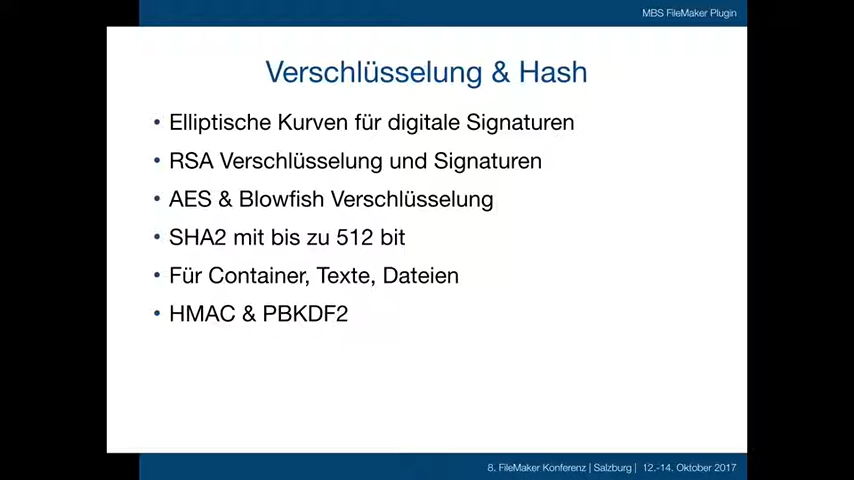 MBS FileMaker Plugin
Verschlüsselung & Hash
• Elliptische Kurven für digitale Signaturen
• RSA Verschlüsselung und Signaturen
• AES & Blowfish Verschlüsselung
• SHA2 mit bis zu 512 bit
• Für Container, Texte, Dateien
• HMAC & PBKDF2
8. FileMaker Konferenz | Salzburg | 12.-14. Oktober 2017